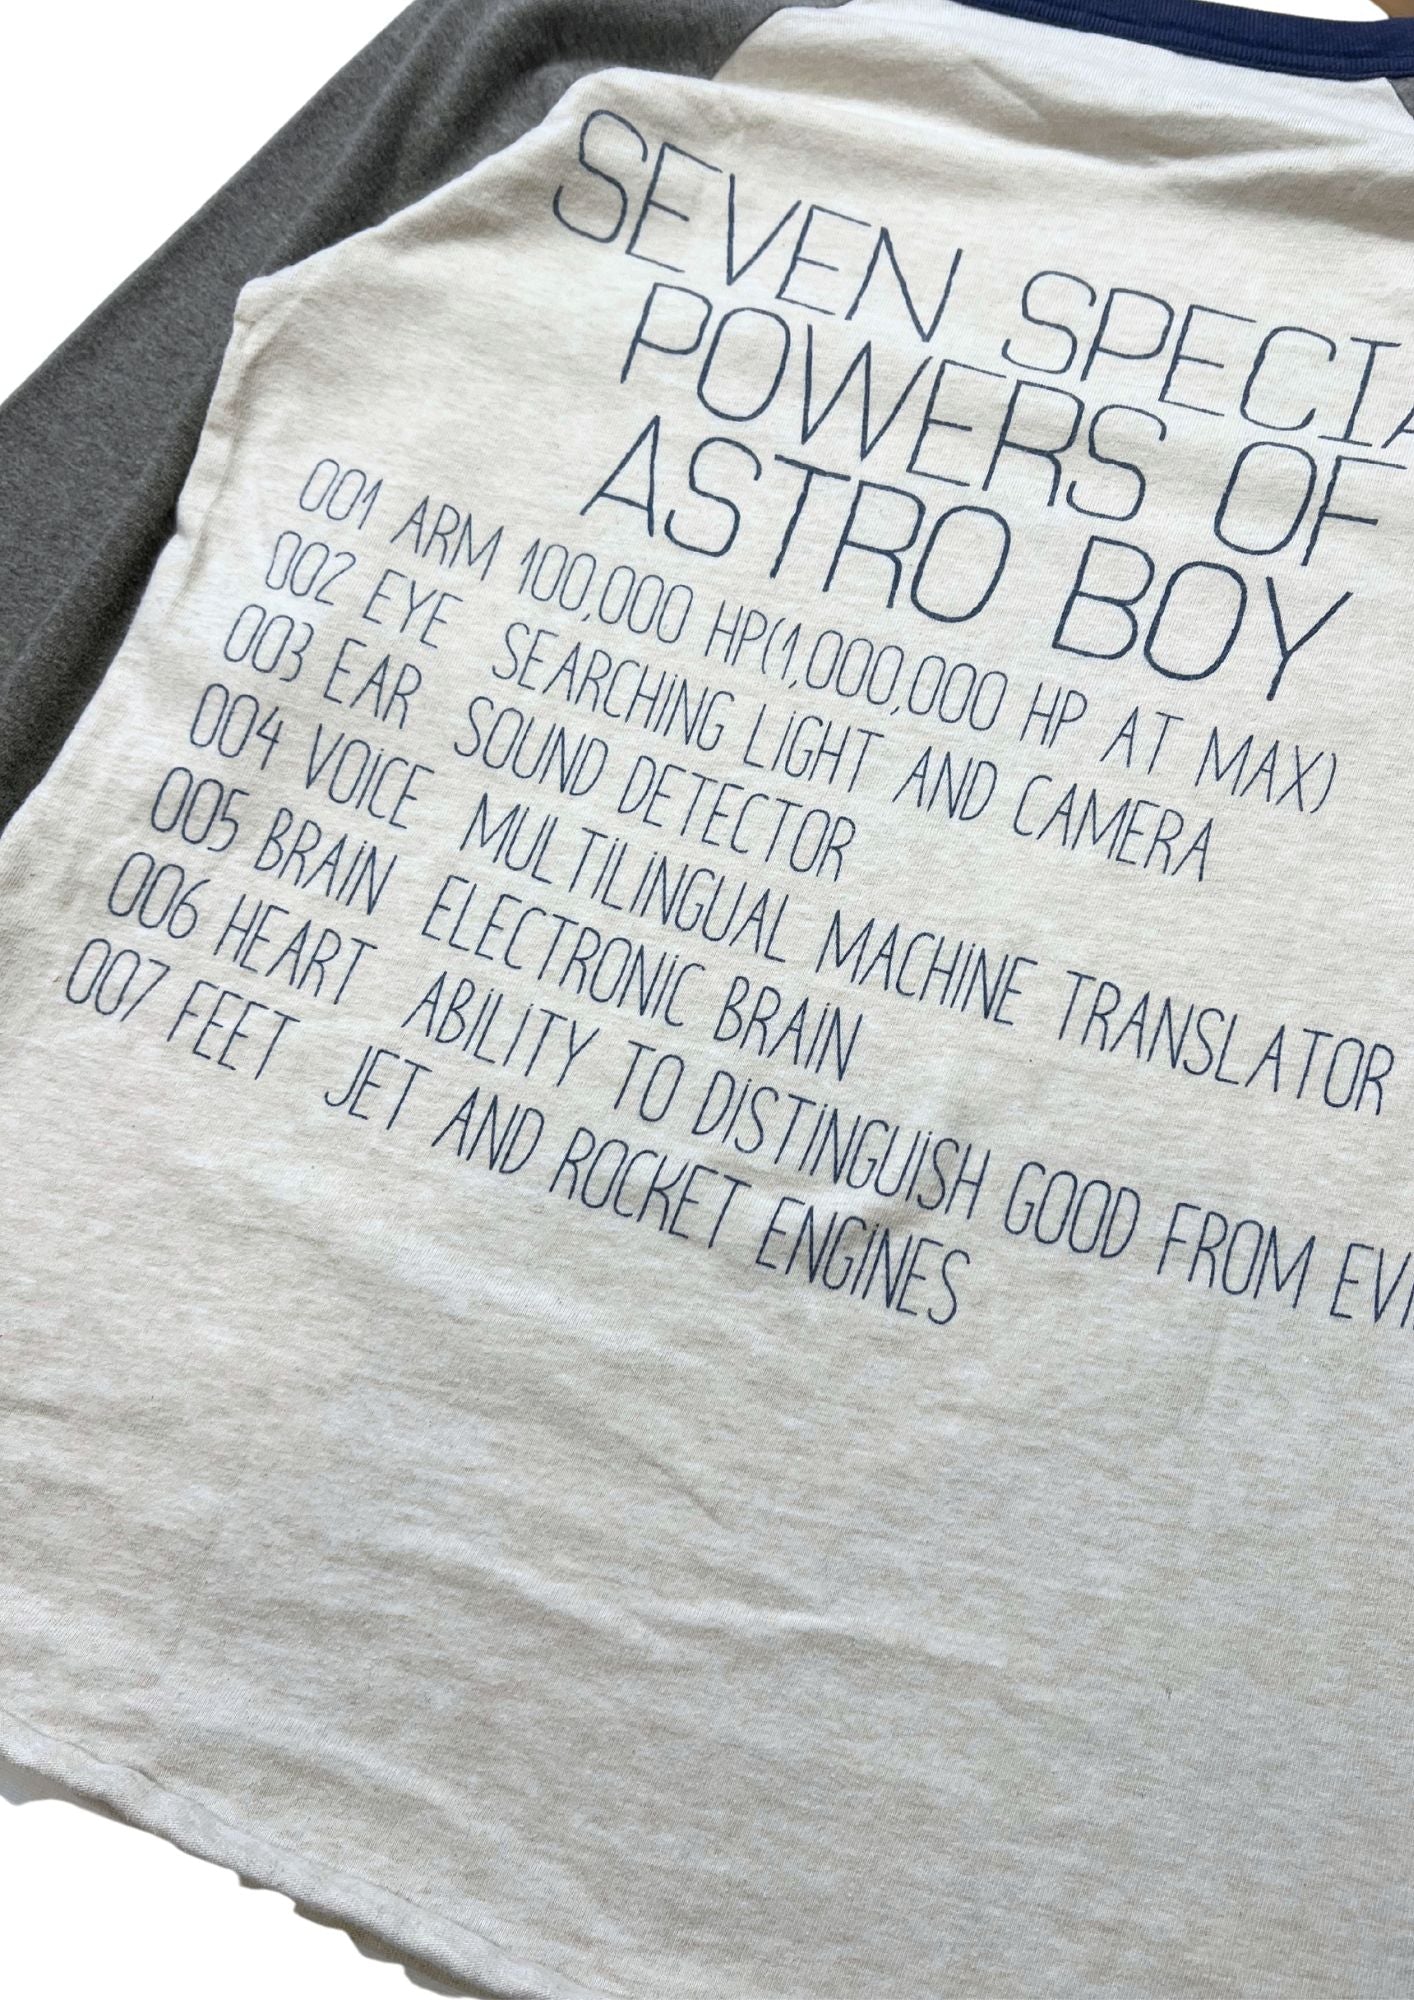 SEVEN SPECIA
POWERS OF
ASTRO BOY
001 ARM 100,000 HP(1,000,000 HP AT MAX)
002 EYE SEARCHING LIGHT AND CAMERA
003 EAR SOUND DETECTOR
004 VOICE MULTILINGUAL MACHINE TRANSLATOR
005 BRAIN ELECTRONIC BRAIN
006 HEART ABILITY TO DISTINGUISH GOOD FROM EVI
007 FEET JET AND ROCKET ENGINES